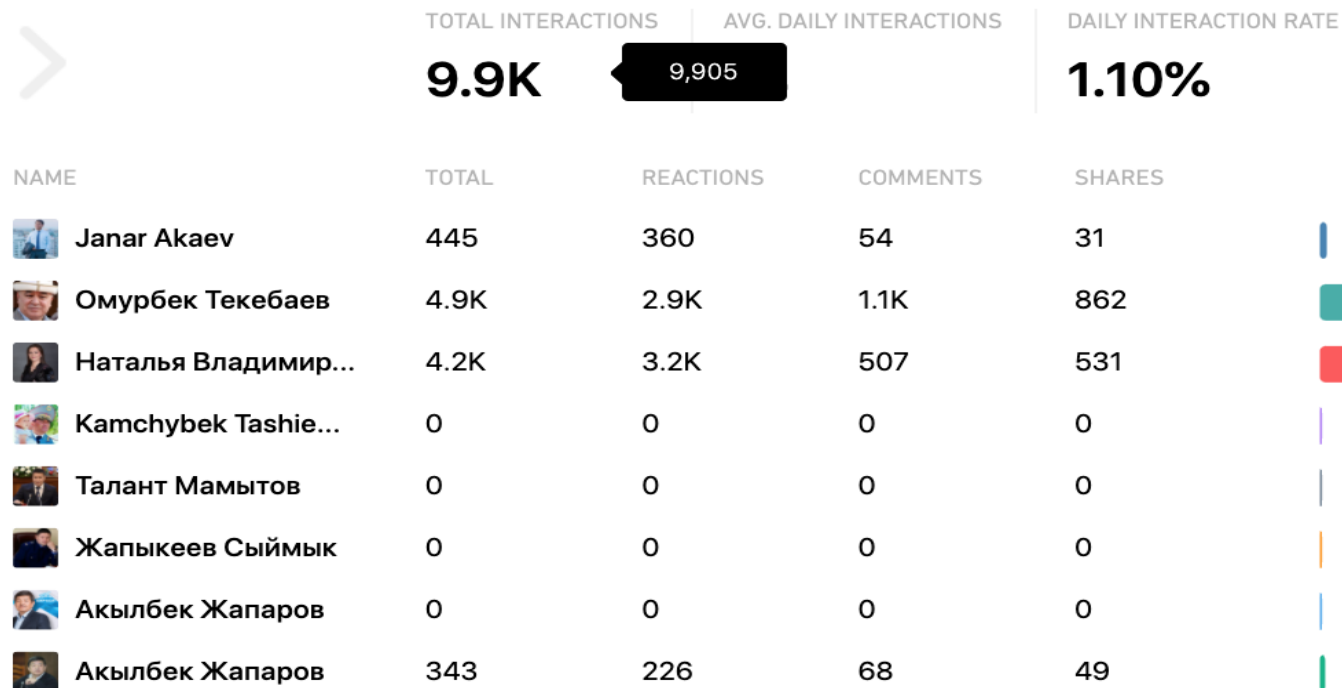 TOTAL INTERACTIONS AVG. DAILY INTERACTIONS DAILY INTERACTION RATE
9.9K 9,905 1.10%
NAME TOTAL REACTIONS COMMENTS SHARES
Janar Akaev 445 360 54 31
Омурбек Текебаев 4.9K 2.9K 1.1K 862
Наталья Владимир... 4.2K 3.2K 507 531
Kamchybek Tashie... 0 0 0 0
Талант Мамытов 0 0 0 0
Жапыкеев Сыймык 0 0 0 0
Акылбек Жапаров 0 0 0 0
Акылбек Жапаров 343 226 68 49